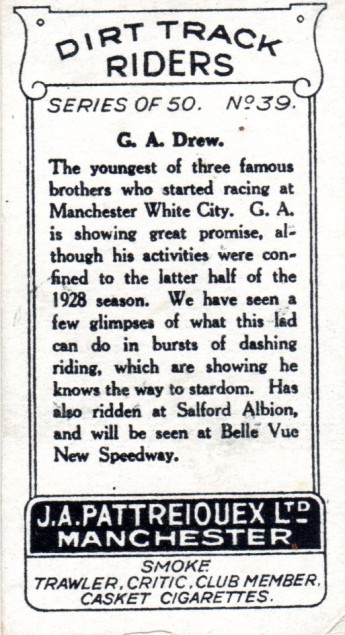 DIRT TRACK
RIDERS
SERIES OF 50. No 39.
G. A. Drew.
The youngest of three famous
brothers who started racing at
Manchester White City. G. A.
is showing great promise, al-
though his activities were con-
fined to the latter half of the
1928 season. We have seen a
few glimpses of what this lad
can do in bursts of dashing
riding, which are showing he
knows the way to stardom. Has
also ridden at Salford Albion,
and will be seen at Belle Vue
New Speedway.
J.A. PATTREIOUEX LTD
MANCHESTER
SMOKE
TRAWLER, CRITIC, CLUB MEMBER,
CASKET CIGARETTES.